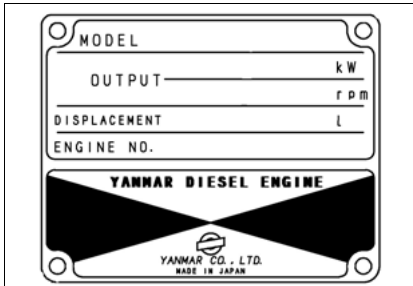 MODEL
kW
OUTPUT
rpm
DISPLACEMENT l
ENGINE NO.
YANMAR DIESEL ENGINE
YANMAR CO., LTD.
MADE IN JAPAN